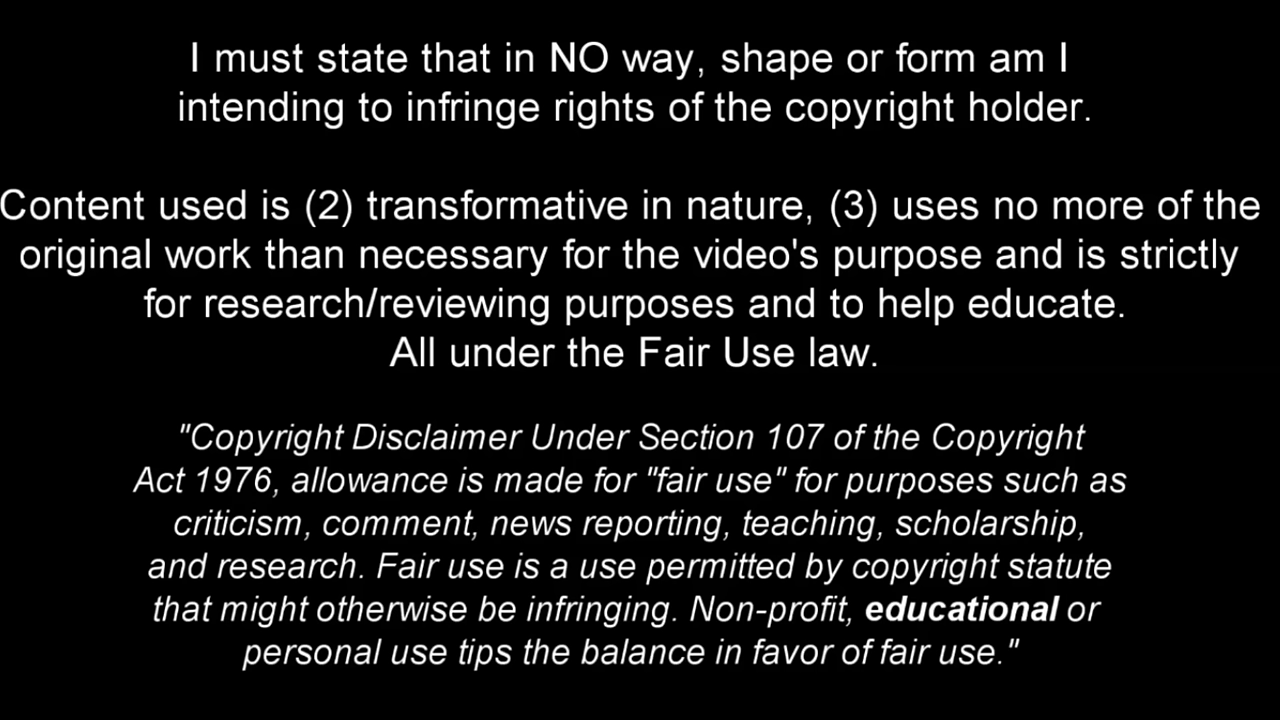 I must state that in NO way, shape or form am I
intending to infringe rights of the copyright holder.
Content used is (2) transformative in nature, (3) uses no more of the
original work than necessary for the video's purpose and is strictly
for research/reviewing purposes and to help educate.
All under the Fair Use law.
"Copyright Disclaimer Under Section 107 of the Copyright
Act 1976, allowance is made for "fair use" for purposes such as
criticism, comment, news reporting, teaching, scholarship,
and research. Fair use is a use permitted by copyright statute
that might otherwise be infringing. Non-profit, educational or
personal use tips the balance in favor of fair use."